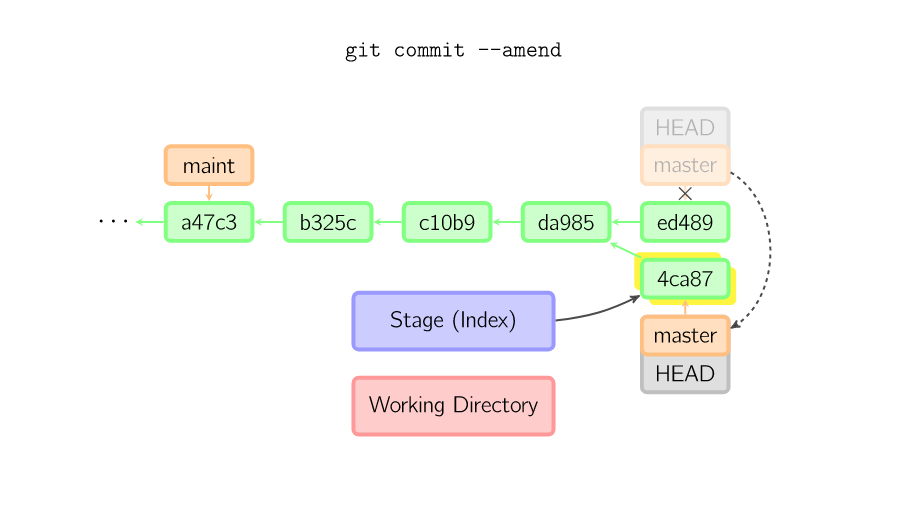 git commit --amend
HEAD
maint
master
... a47c3 b325c c10b9 da985 ed489
4ca87
Stage (Index)
master
HEAD
Working Directory